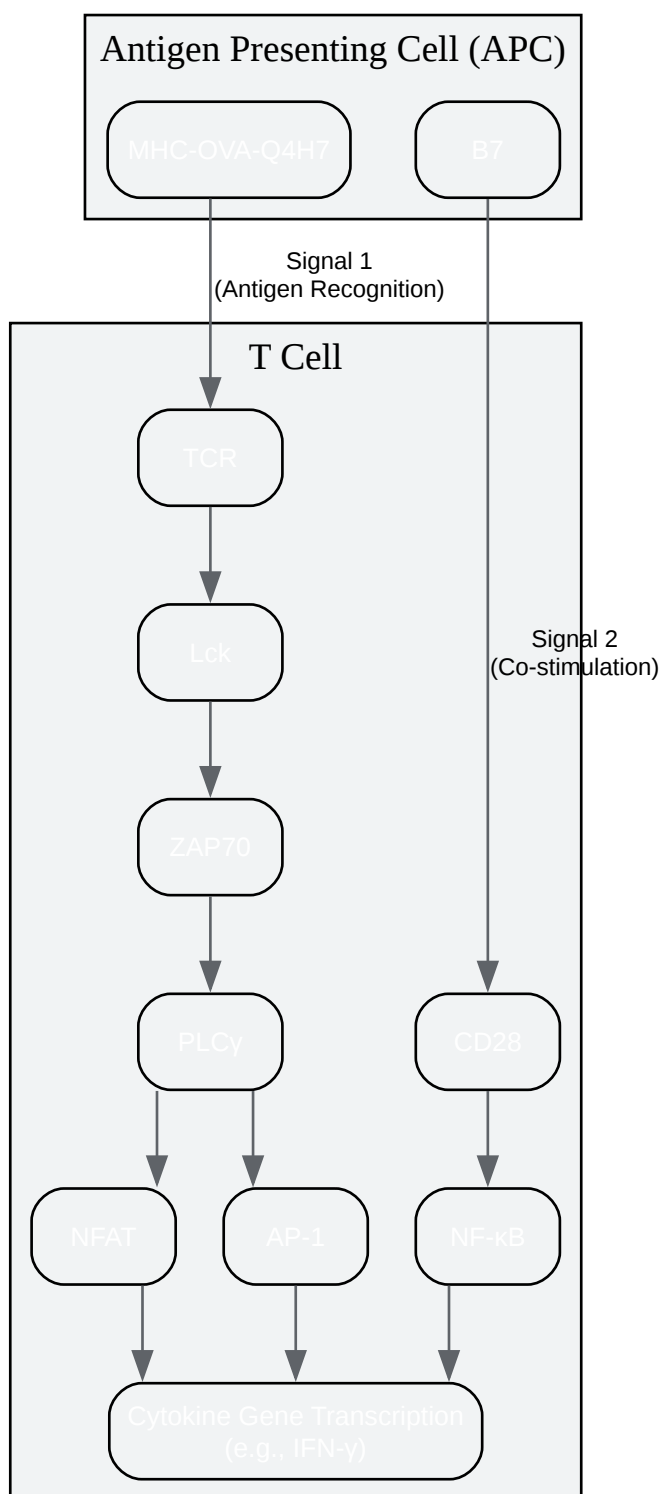 Antigen Presenting Cell (APC)
MHC-OVA-Q4H7
B7
Signal 1
(Antigen Recognition)
T Cell
TCR
Lck
Signal 2
(Co-stimulation)
ZAP70
PLCγ
CD28
NFAT
AP-1
NF-κB
Cytokine Gene Transcription
(e.g., IFN-γ)